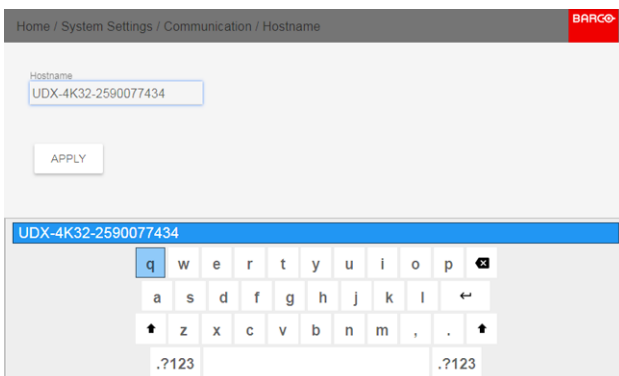 Home / System Settings / Communication / Hostname
BARCO
Hostname
UDX-4K32-2590077434
APPLY
UDX-4K32-2590077434
q w e r t y u i o p
a s d f g h j k l
z x c v b n m , .
.?123 .?123